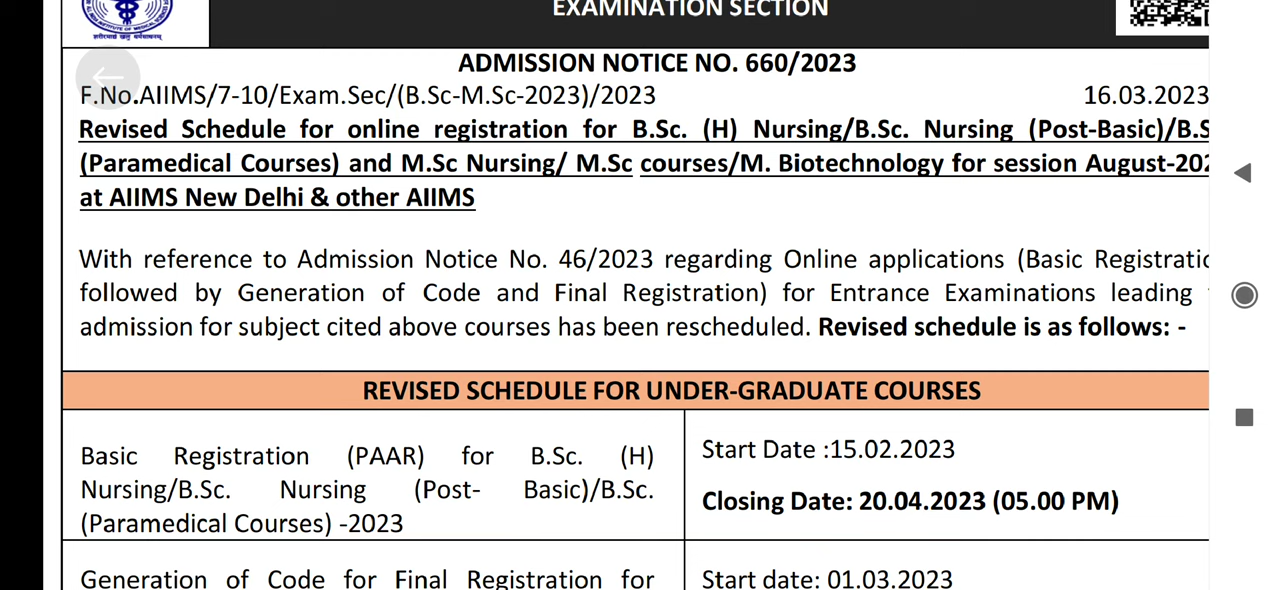 EXAMINATION SECTION
ADMISSION NOTICE NO. 660/2023
F.No.AIIMS/7-10/Exam.Sec/(B.Sc-M.Sc-2023)/2023 16.03.2023
Revised Schedule for online registration for B.Sc. (H) Nursing/B.Sc. Nursing (Post-Basic)/B.S
(Paramedical Courses) and M.Sc Nursing/ M.Sc courses/M. Biotechnology for session August-202
at AIIMS New Delhi & other AIIMS
With reference to Admission Notice No. 46/2023 regarding Online applications (Basic Registratio
followed by Generation of Code and Final Registration) for Entrance Examinations leading
admission for subject cited above courses has been rescheduled. Revised schedule is as follows: -
REVISED SCHEDULE FOR UNDER-GRADUATE COURSES
Basic Registration (PAAR) for B.Sc. (H)
Nursing/B.Sc. Nursing (Post- Basic)/B.Sc.
(Paramedical Courses) -2023
Start Date :15.02.2023
Closing Date: 20.04.2023 (05.00 PM)
Generation of Code for Final Registration for
Start date: 01.03.2023